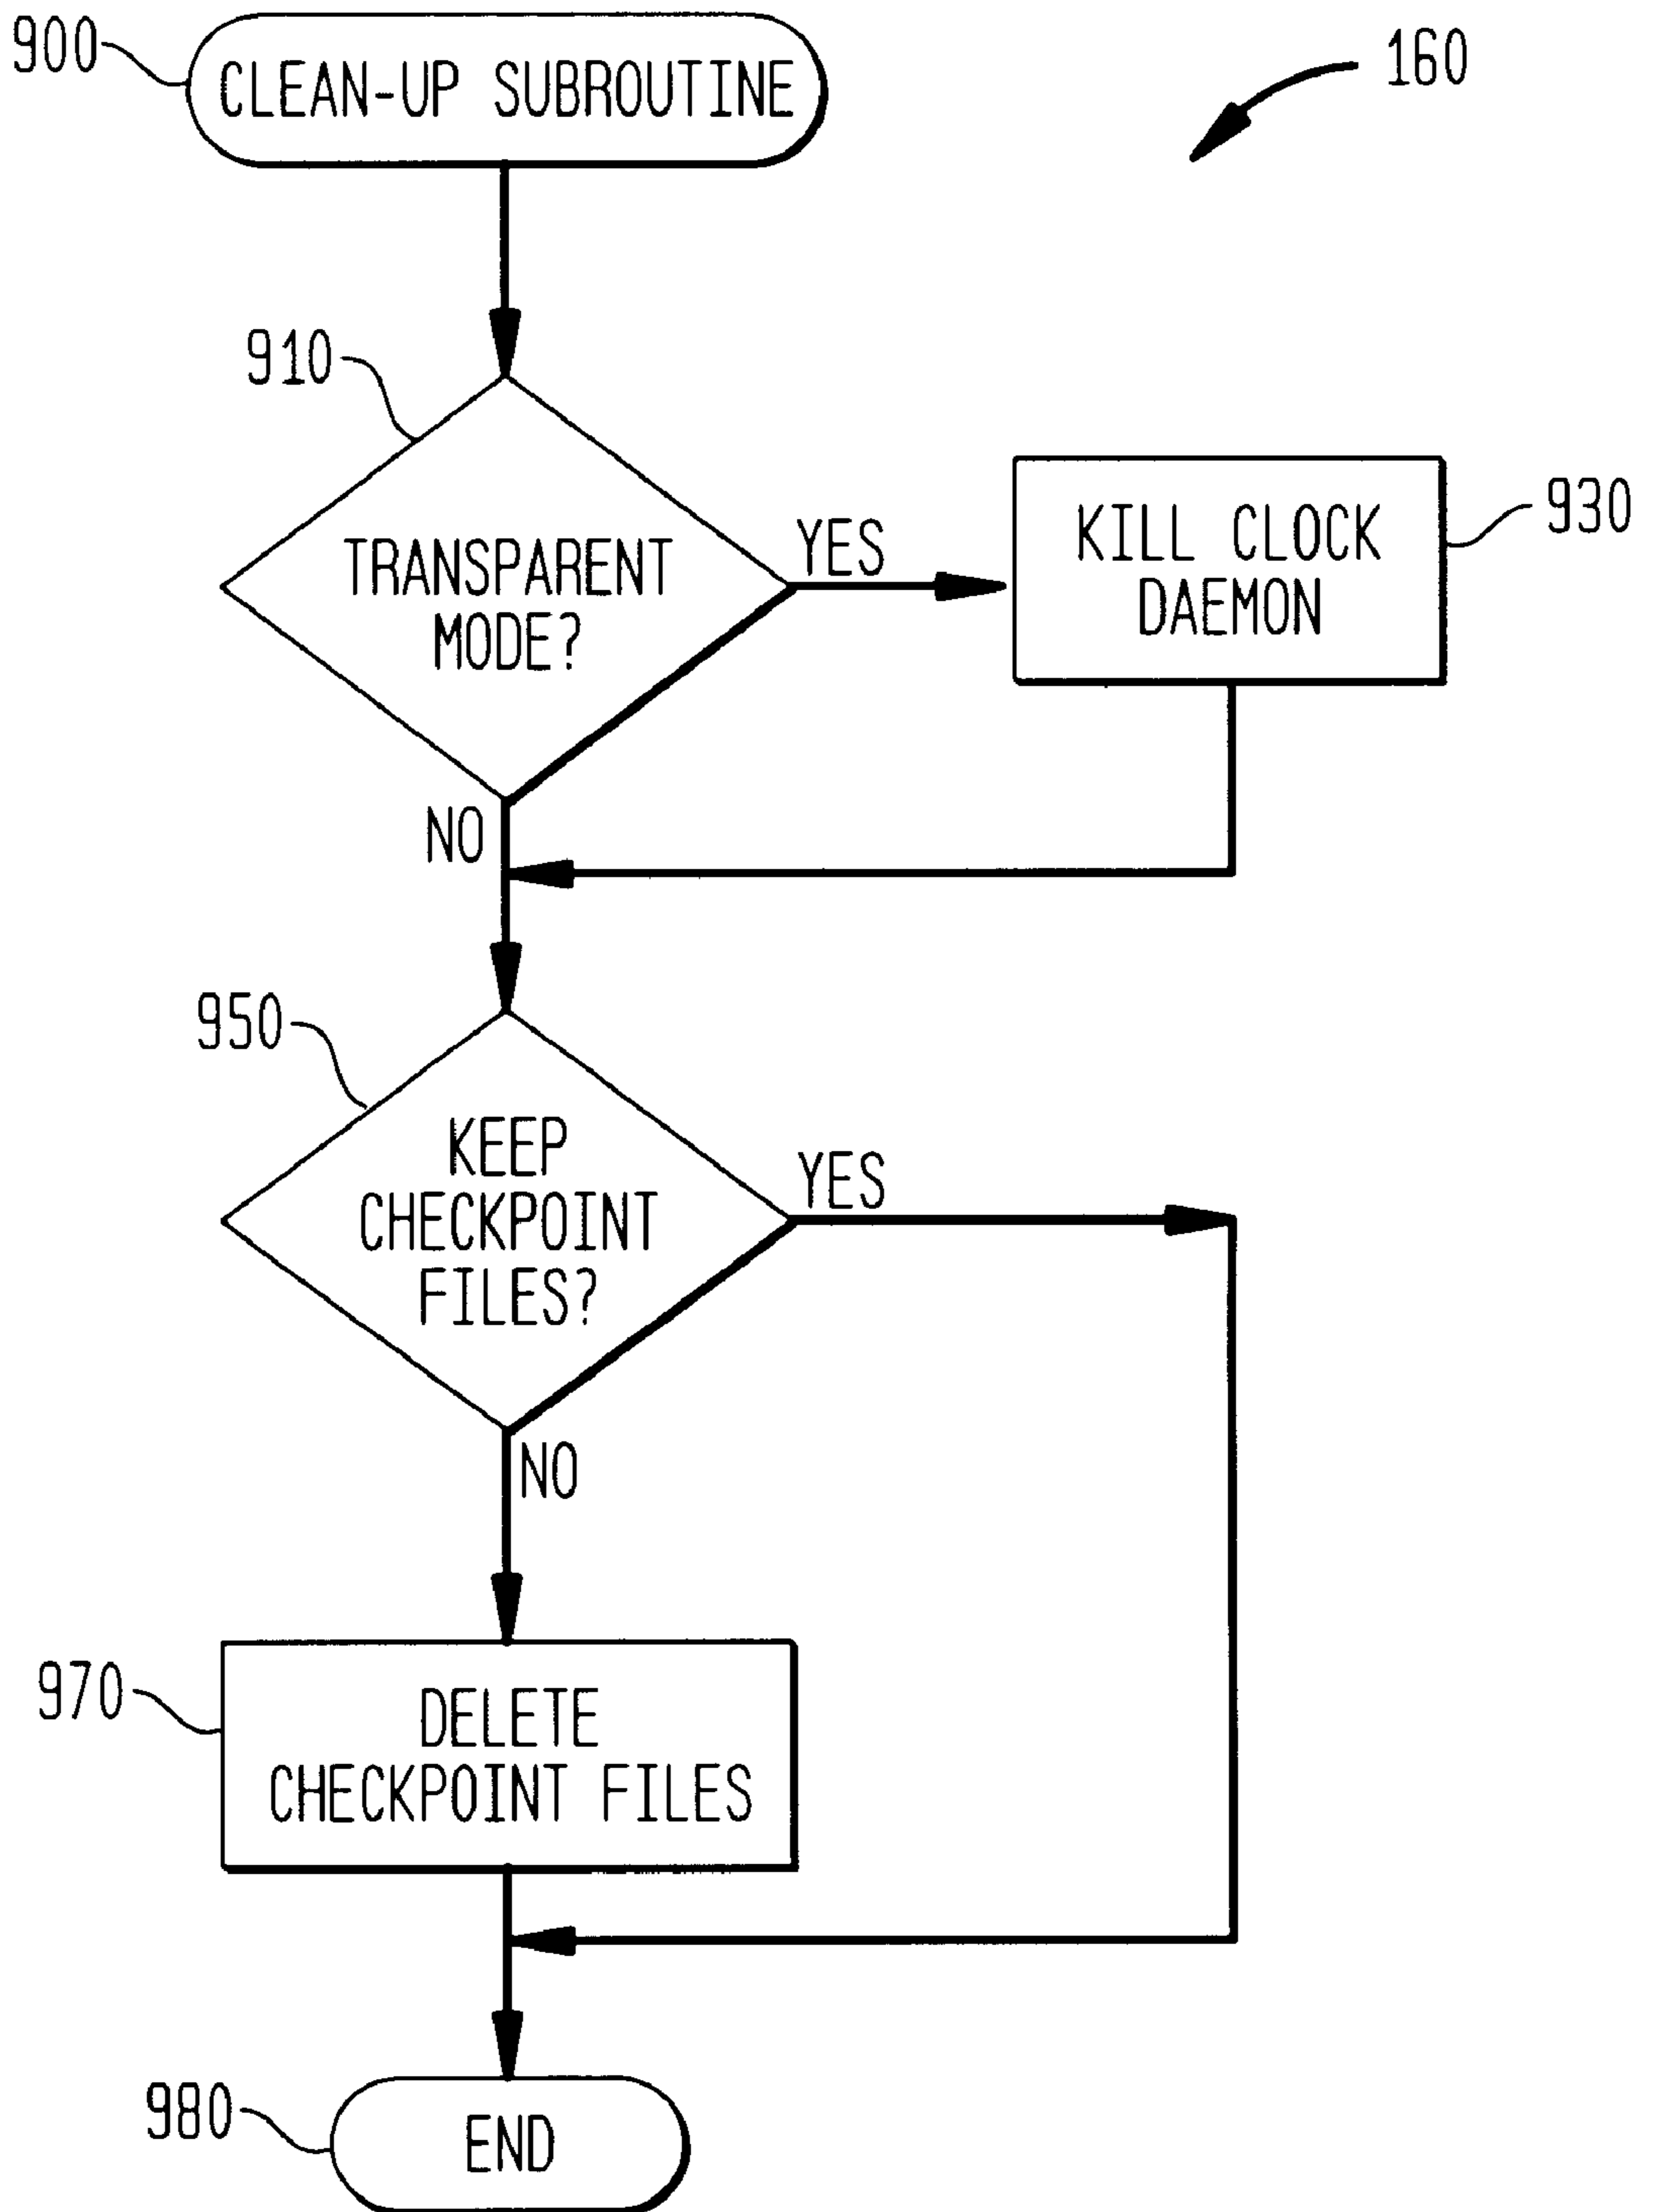 900
CLEAN-UP SUBROUTINE
160
910
TRANSPARENT
MODE?
YES
KILL CLOCK
DAEMON
930
NO
950
KEEP
CHECKPOINT
FILES?
YES
NO
970
DELETE
CHECKPOINT FILES
980
END